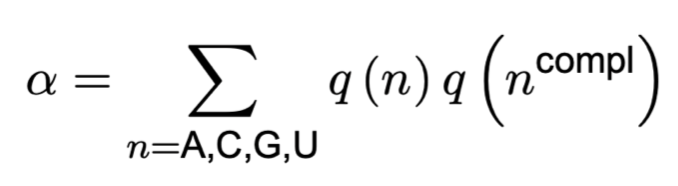 α = ∑ q (n) q (n^compl)
n=A,C,G,U